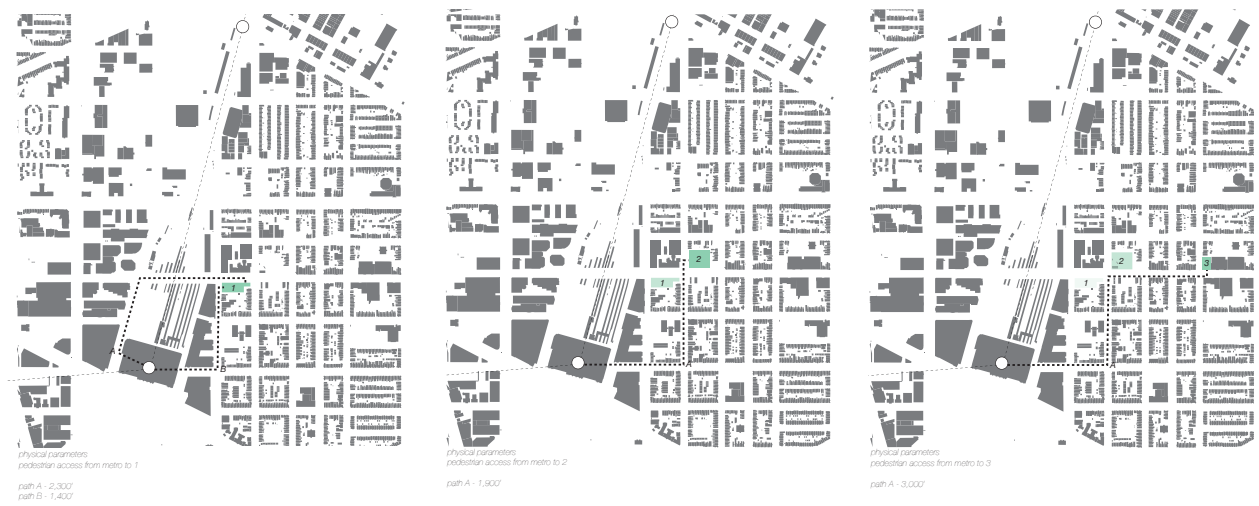 1
A
B
physical parameters
pedestrian access from metro to 1
path A - 2,300'
path B - 1,400'
2
1
A
physical parameters
pedestrian access from metro to 2
path A - 1,900'
2
3
1
A
physical parameters
pedestrian access from metro to 3
path A - 3,000'